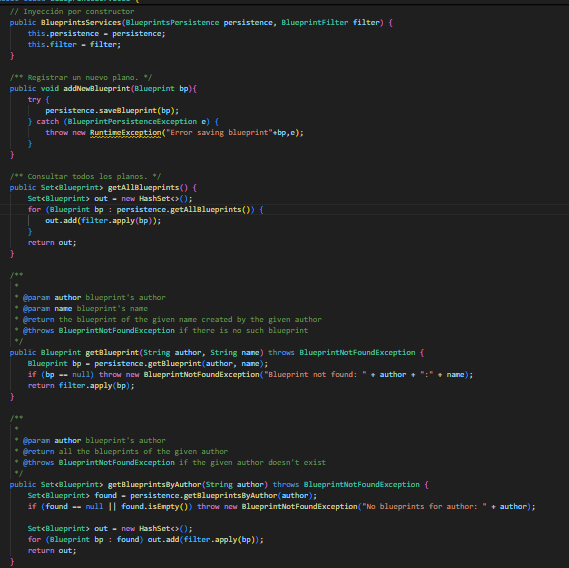 // Inyección por constructor
public BlueprintsServices(BlueprintsPersistence persistence, BlueprintFilter filter) {
this.persistence = persistence;
this.filter = filter;
}
/** Registrar un nuevo plano. */
public void addNewBlueprint(Blueprint bp){
try {
persistence.saveBlueprint(bp);
} catch (BlueprintPersistenceException e) {
throw new RuntimeException("Error saving blueprint"+bp,e);
}
}
/** Consultar todos los planos. */
public Set<Blueprint> getAllBlueprints() {
Set<Blueprint> out = new HashSet<>();
for (Blueprint bp : persistence.getAllBlueprints()) {
out.add(filter.apply(bp));
}
return out;
}
/**
*
* @param author blueprint's author
* @param name blueprint's name
* @return the blueprint of the given name created by the given author
* @throws BlueprintNotFoundException if there is no such blueprint
*/
public Blueprint getBlueprint(String author, String name) throws BlueprintNotFoundException {
Blueprint bp = persistence.getBlueprint(author, name);
if (bp == null) throw new BlueprintNotFoundException("Blueprint not found: " + author + ":" + name);
return filter.apply(bp);
}
/**
*
* @param author blueprint's author
* @return all the blueprints of the given author
* @throws BlueprintNotFoundException if the given author doesn't exist
*/
public Set<Blueprint> getBlueprintsByAuthor(String author) throws BlueprintNotFoundException {
Set<Blueprint> found = persistence.getBlueprintsByAuthor(author);
if (found == null || found.isEmpty()) throw new BlueprintNotFoundException("No blueprints for author: " + author);
Set<Blueprint> out = new HashSet<>();
for (Blueprint bp : found) out.add(filter.apply(bp));
return out;
}